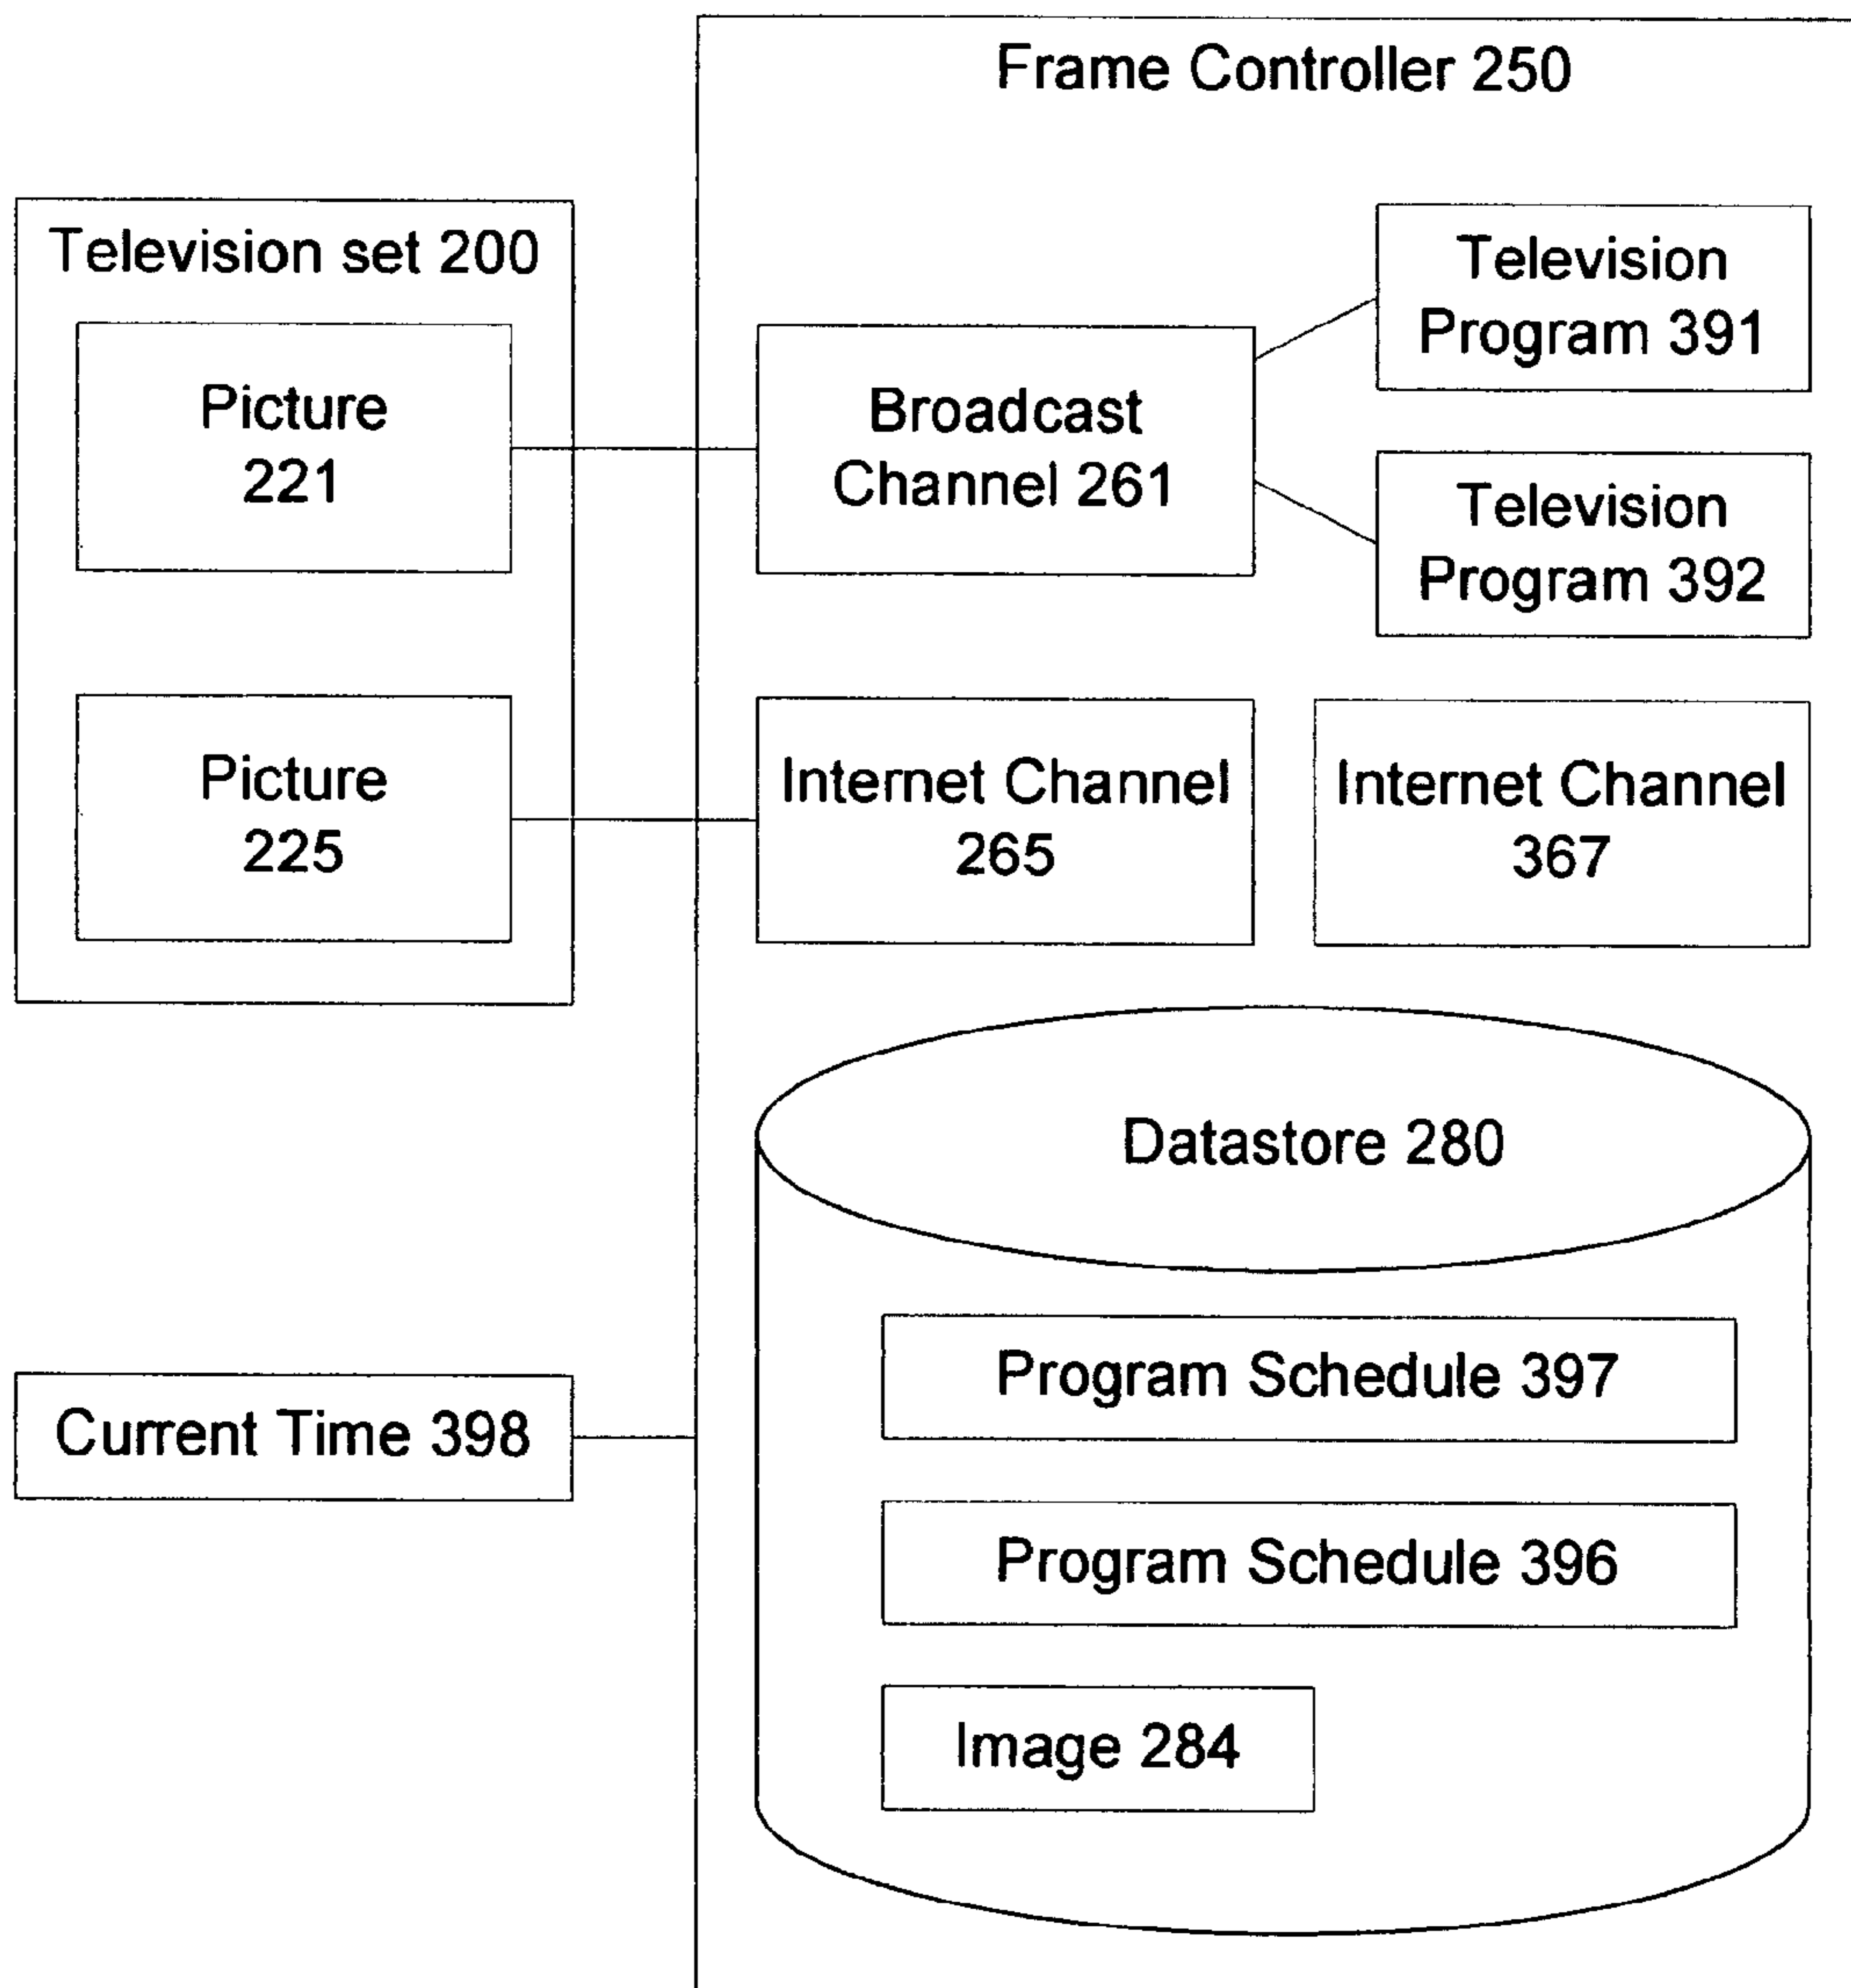 Frame Controller 250
Television set 200
Picture
221
Picture
225
Broadcast
Channel 261
Television
Program 391
Television
Program 392
Internet Channel
265
Internet Channel
367
Datastore 280
Program Schedule 397
Program Schedule 396
Image 284
Current Time 398